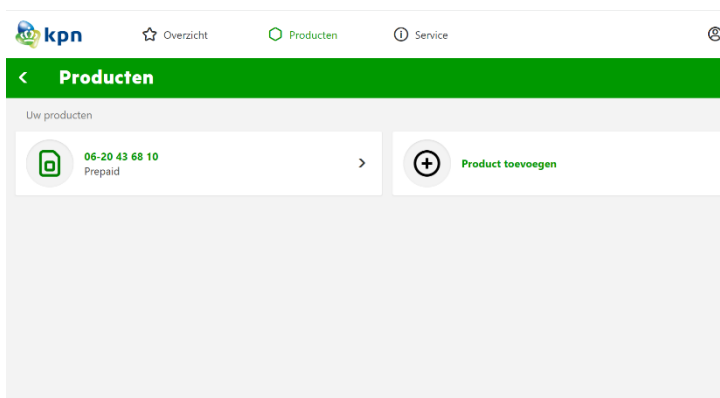 kpn
Overzicht
Producten
Service
Producten
Uw producten
06-20 43 68 10
Prepaid
Product toevoegen